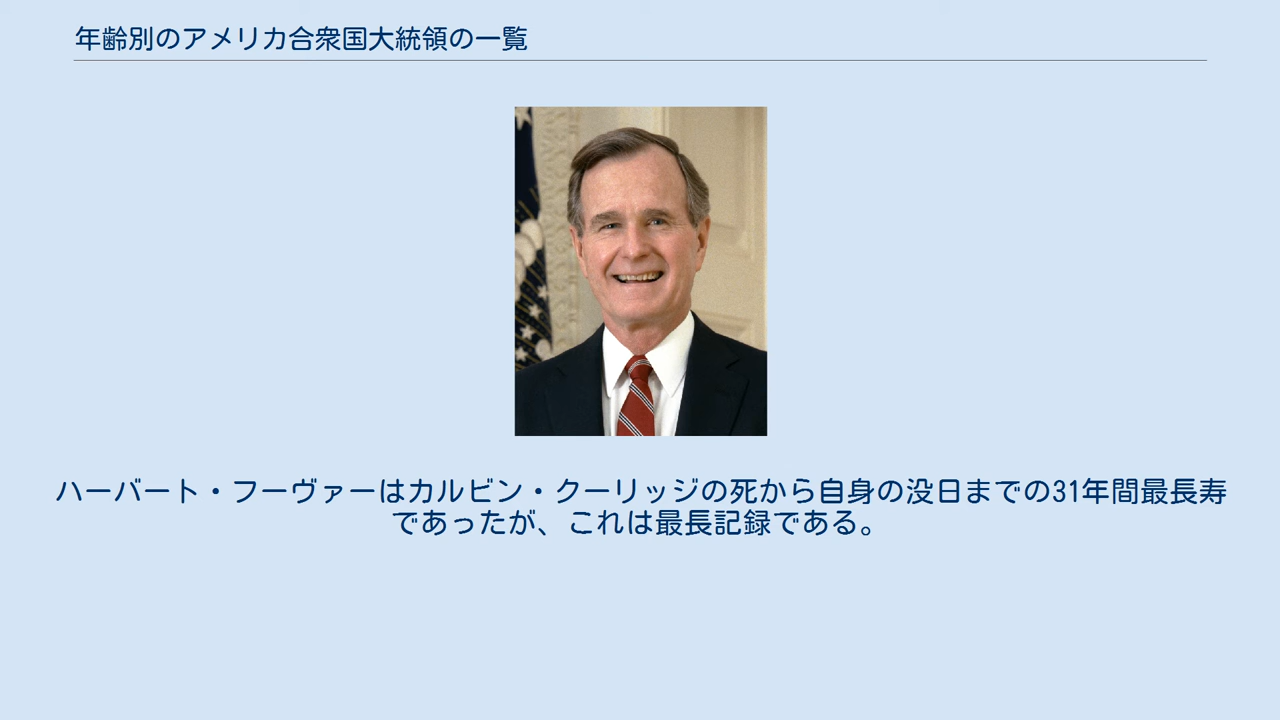 年齢別のアメリカ合衆国大統領の一覧
ハーバート・フーヴァーはカルビン・クーリッジの死から自身の没日までの31年間最長寿
であったが、これは最長記録である。